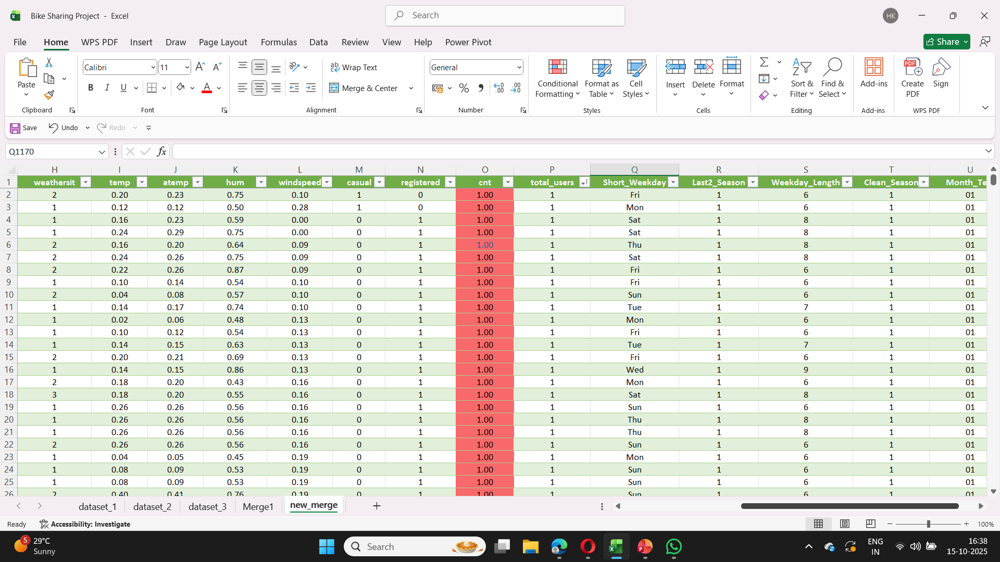 Bike Sharing Project - Excel
Search
HK
File Home WPS PDF Insert Draw Page Layout Formulas Data Review View Help Power Pivot
Share
Paste
Clipboard
Calibri 11
B I U
Font
Wrap Text
Merge & Center
Alignment
General
Number
Conditional Formatting
Format as Table
Cell Styles
Styles
Insert Delete Format
Cells
Sort & Filter
Find & Select
Editing
Add-ins
Add-ins
Create PDF
Sign
WPS PDF
Save Undo Redo
Q1170 fx
H I J K L M N O P Q R S T U
1 weathersit temp atemp hum windspeed casual registered cnt total_users Short_Weekday Last2_Season Weekday_Length Clean_Season Month_Te
2 2 0.20 0.23 0.75 0.10 1 0 1.00 1 Fri 1 6 1 01
3 1 0.12 0.12 0.50 0.28 1 0 1.00 1 Mon 1 6 1 01
4 1 0.16 0.23 0.59 0.00 0 1 1.00 1 Sat 1 8 1 01
5 1 0.24 0.29 0.75 0.00 0 1 1.00 1 Sat 1 8 1 01
6 2 0.16 0.20 0.64 0.09 0 1 1.00 1 Thu 1 8 1 01
7 2 0.24 0.26 0.75 0.09 0 1 1.00 1 Sat 1 8 1 01
8 2 0.22 0.26 0.87 0.09 0 1 1.00 1 Fri 1 6 1 01
9 1 0.10 0.14 0.54 0.10 0 1 1.00 1 Fri 1 6 1 01
10 2 0.04 0.08 0.57 0.10 0 1 1.00 1 Sun 1 6 1 01
11 1 0.14 0.17 0.74 0.10 0 1 1.00 1 Tue 1 7 1 01
12 1 0.02 0.06 0.48 0.13 0 1 1.00 1 Mon 1 6 1 01
13 1 0.10 0.12 0.54 0.13 0 1 1.00 1 Fri 1 6 1 01
14 1 0.14 0.15 0.63 0.13 0 1 1.00 1 Tue 1 7 1 01
15 2 0.20 0.21 0.69 0.13 0 1 1.00 1 Fri 1 6 1 01
16 1 0.14 0.15 0.86 0.13 0 1 1.00 1 Wed 1 9 1 01
17 2 0.18 0.20 0.43 0.16 0 1 1.00 1 Mon 1 6 1 01
18 3 0.18 0.20 0.55 0.16 0 1 1.00 1 Sat 1 8 1 01
19 1 0.26 0.26 0.56 0.16 0 1 1.00 1 Sun 1 6 1 01
20 1 0.26 0.26 0.56 0.16 0 1 1.00 1 Thu 1 8 1 01
21 1 0.26 0.26 0.56 0.16 0 1 1.00 1 Thu 1 8 1 01
22 2 0.26 0.26 0.56 0.16 0 1 1.00 1 Sun 1 6 1 01
23 1 0.04 0.05 0.45 0.19 0 1 1.00 1 Mon 1 6 1 01
24 1 0.08 0.09 0.53 0.19 0 1 1.00 1 Sun 1 6 1 01
25 1 0.08 0.09 0.53 0.19 0 1 1.00 1 Sun 1 6 1 01
26 2 0.40 0.41 0.76 0.19 0 1 1.00 1 Sun 1 6 1 01
dataset_1 dataset_2 dataset_3 Merge1 new_merge
Ready Accessibility: Investigate 100%
5 29°C
Sunny
Search
ENG
IN
16:38
15-10-2025